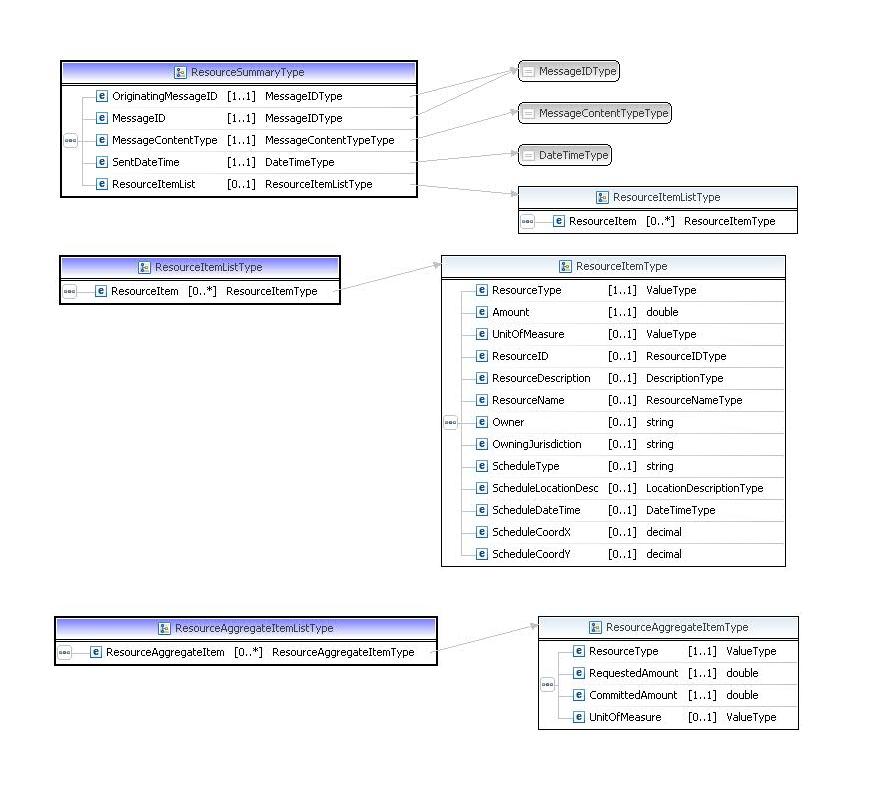 ResourceSummaryType
e OriginatingMessageID [1..1] MessageIDType
e MessageID [1..1] MessageIDType
e MessageContentType [1..1] MessageContentTypeType
e SentDateTime [1..1] DateTimeType
e ResourceItemList [0..1] ResourceItemListType
MessageIDType
MessageContentTypeType
DateTimeType
ResourceItemListType
e ResourceItem [0..*] ResourceItemType
ResourceItemListType
e ResourceItem [0..*] ResourceItemType
ResourceItemType
e ResourceType [1..1] ValueType
e Amount [1..1] double
e UnitOfMeasure [0..1] ValueType
e ResourceID [0..1] ResourceIDType
e ResourceDescription [0..1] DescriptionType
e ResourceName [0..1] ResourceNameType
e Owner [0..1] string
e OwningJurisdiction [0..1] string
e ScheduleType [0..1] string
e ScheduleLocationDesc [0..1] LocationDescriptionType
e ScheduleDateTime [0..1] DateTimeType
e ScheduleCoordX [0..1] decimal
e ScheduleCoordY [0..1] decimal
ResourceAggregateItemListType
e ResourceAggregateItem [0..*] ResourceAggregateItemType
ResourceAggregateItemType
e ResourceType [1..1] ValueType
e RequestedAmount [1..1] double
e CommittedAmount [1..1] double
e UnitOfMeasure [0..1] ValueType